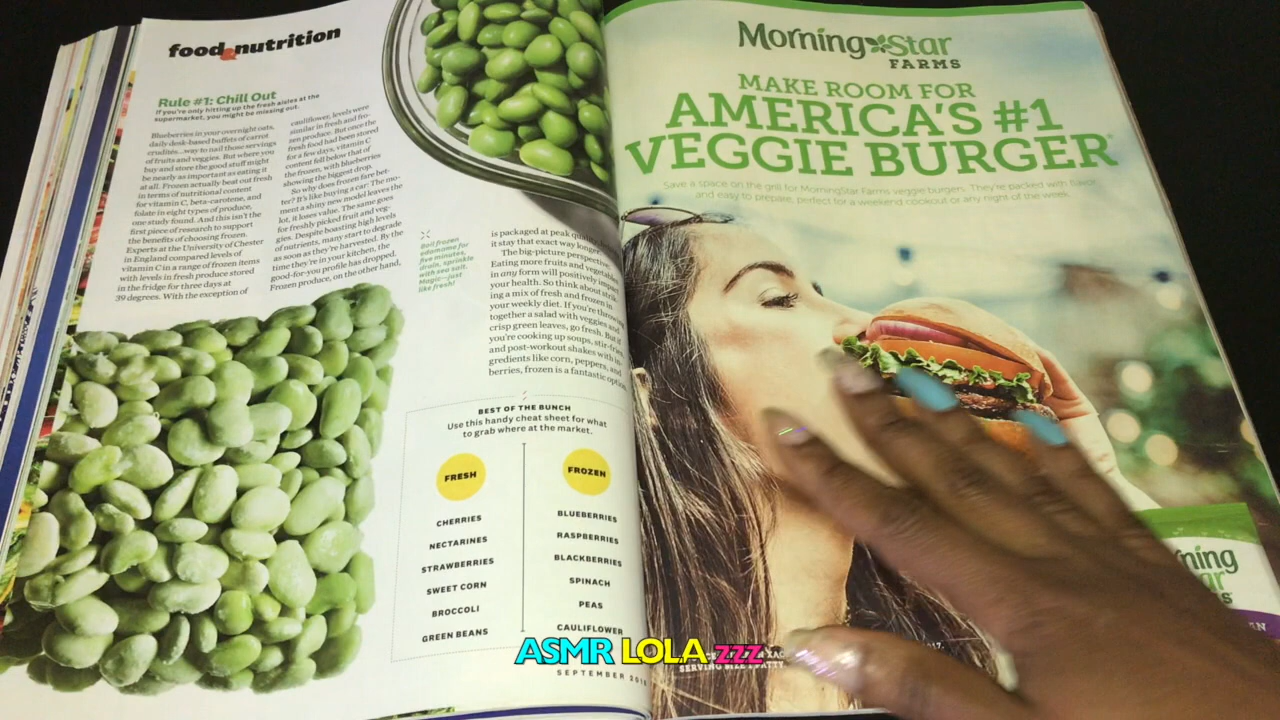 food & nutrition
Rule #1: Chill Out
If you're only hitting up the fresh aisles at the
supermarket, you might be missing out.
Blueberries in your overnight oats,
daily desk-based buffets of carrot
crudités...way to nail those servings
of fruits and veggies. But where you
buy and store the good stuff might
be nearly as important as eating it
at all. Frozen actually beat out fresh
in terms of nutritional content
for vitamin C, beta-carotene, and
folate in eight types of produce,
one study found. And this isn't the
first piece of research to support
the benefits of choosing frozen.
Experts at the University of Chester
in England compared levels of
vitamin C in a range of frozen items
with levels in fresh produce stored
in the fridge for three days at
39 degrees. With the exception of
cauliflower, levels were
similar in fresh and fro-
zen produce. But once the
fresh food had been stored
for a few days, vitamin C
content fell below that of
the frozen, with blueberries
showing the biggest drop.
So why does frozen fare bet-
ter? It's like buying a car: The mo-
ment a shiny new model leaves the
lot, it loses value. The same goes
for freshly picked fruit and veg-
gies. Despite boasting high levels
of nutrients, many start to degrade
as soon as they're harvested. By the
time they're in your kitchen, the
good-for-you profile has dropped.
Frozen produce, on the other hand,
Boil frozen
edamame for
five minutes,
drain, sprinkle
with sea salt.
Magic—just
like fresh!
is packaged at peak quality,
it stay that exact way longer.
The big-picture perspective:
Eating more fruits and vegetables
in any form will positively impact
your health. So think about
ing a mix of fresh and frozen in
your weekly diet. If you're throwing
together a salad with veggies and
crisp green leaves, go fresh. But if
you're cooking up soups, stir-fries,
and post-workout shakes with in-
gredients like corn, peppers, and
berries, frozen is a fantastic option.
BEST OF THE BUNCH
Use this handy cheat sheet for what
to grab where at the market.
FRESH
CHERRIES
NECTARINES
STRAWBERRIES
SWEET CORN
BROCCOLI
GREEN BEANS
FROZEN
BLUEBERRIES
RASPBERRIES
BLACKBERRIES
SPINACH
PEAS
CAULIFLOWER
SEPTEMBER 201
MorningStar
FARMS
MAKE ROOM FOR
AMERICA'S #1
VEGGIE BURGER
Save a space on the grill for MorningStar Farms veggie burgers. They're packed with flavor
and easy to prepare, perfect for a weekend cookout or any night of the week.
ASMR LOLA zzz